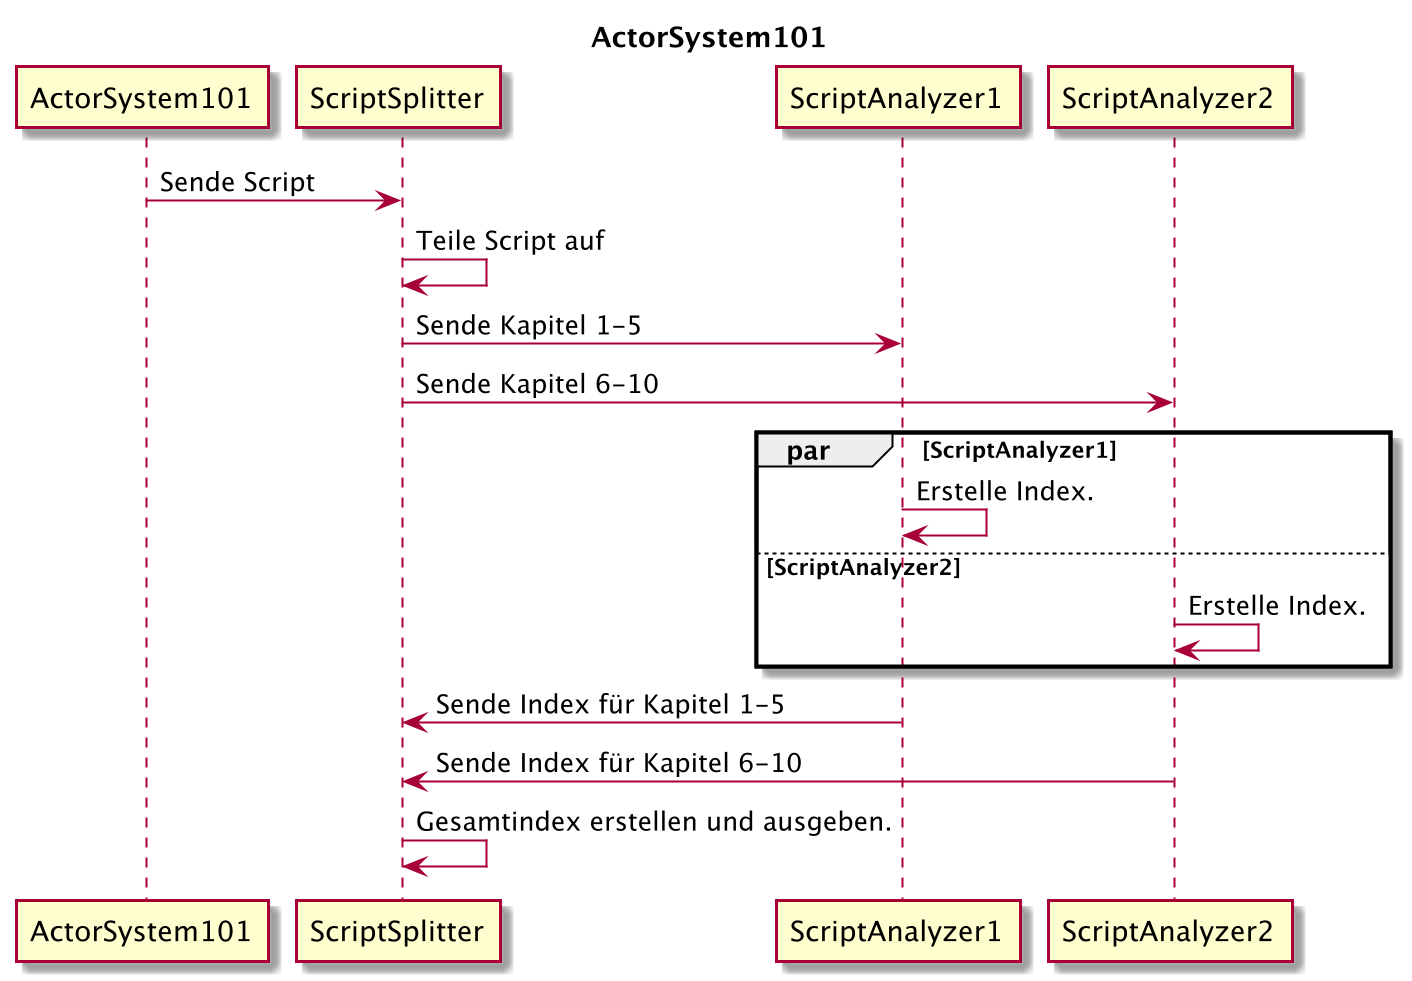 ActorSystem101
ActorSystem101
ScriptSplitter
ScriptAnalyzer1
ScriptAnalyzer2
Sende Script
Teile Script auf
Sende Kapitel 1-5
Sende Kapitel 6-10
par
[ScriptAnalyzer1]
Erstelle Index.
[ScriptAnalyzer2]
Erstelle Index.
Sende Index für Kapitel 1-5
Sende Index für Kapitel 6-10
Gesamtindex erstellen und ausgeben.
ActorSystem101
ScriptSplitter
ScriptAnalyzer1
ScriptAnalyzer2